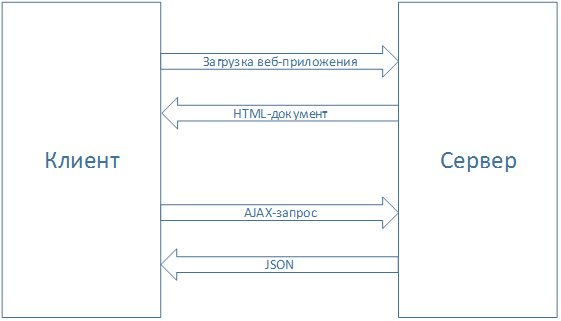 Загрузка веб-приложения
HTML-документ
Клиент
Сервер
AJAX-запрос
JSON